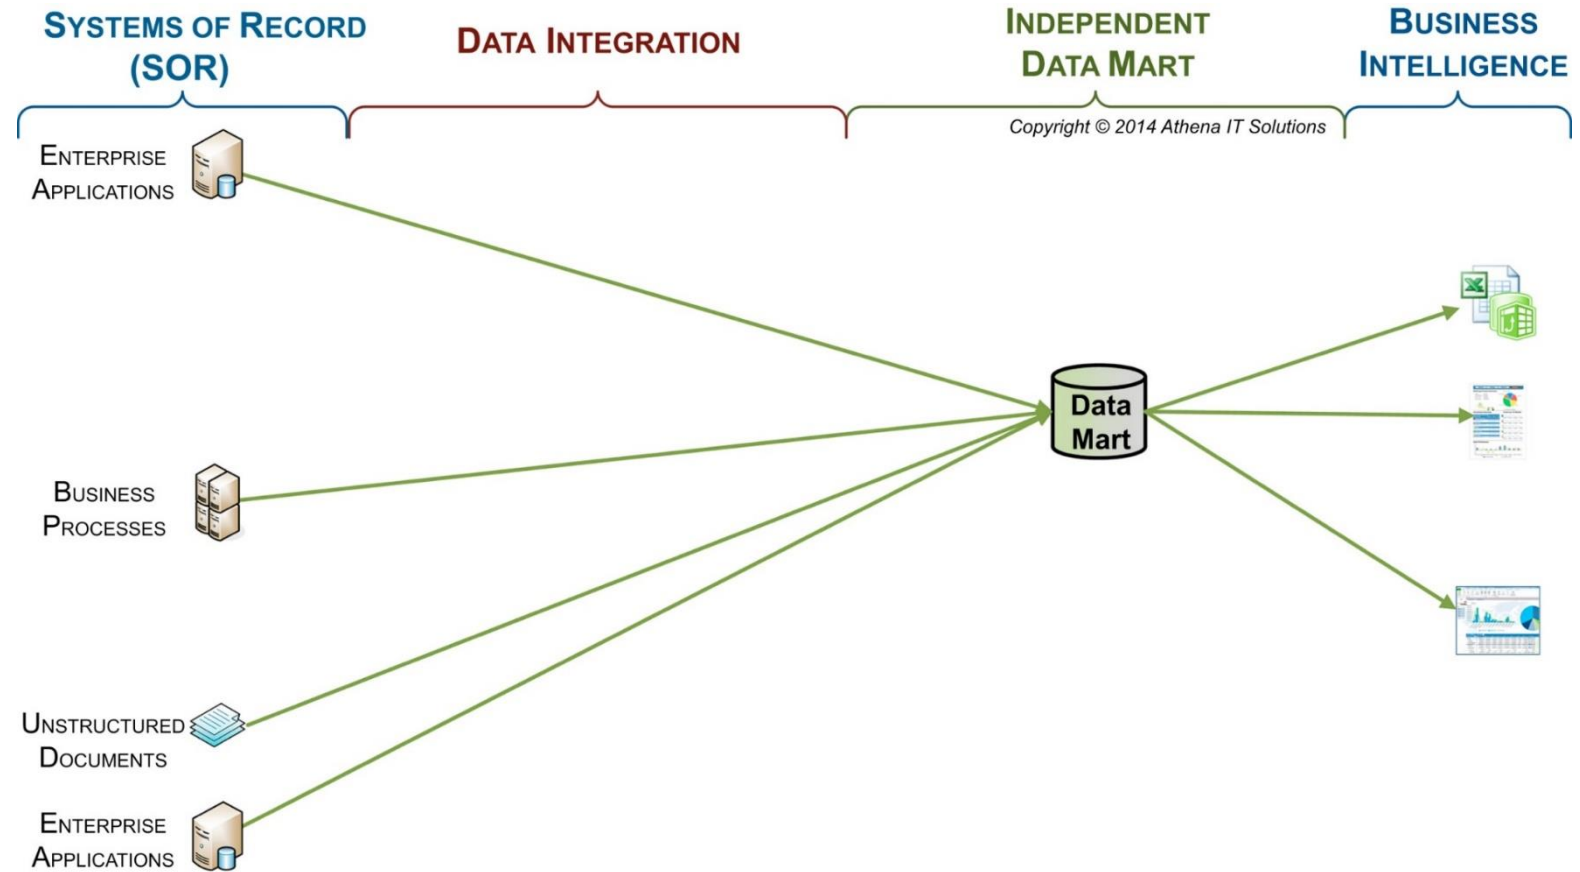 SYSTEMS OF RECORD
(SOR)
DATA INTEGRATION
INDEPENDENT
DATA MART
BUSINESS
INTELLIGENCE
Copyright © 2014 Athena IT Solutions
ENTERPRISE
APPLICATIONS
Data
Mart
BUSINESS
PROCESSES
UNSTRUCTURED
DOCUMENTS
ENTERPRISE
APPLICATIONS